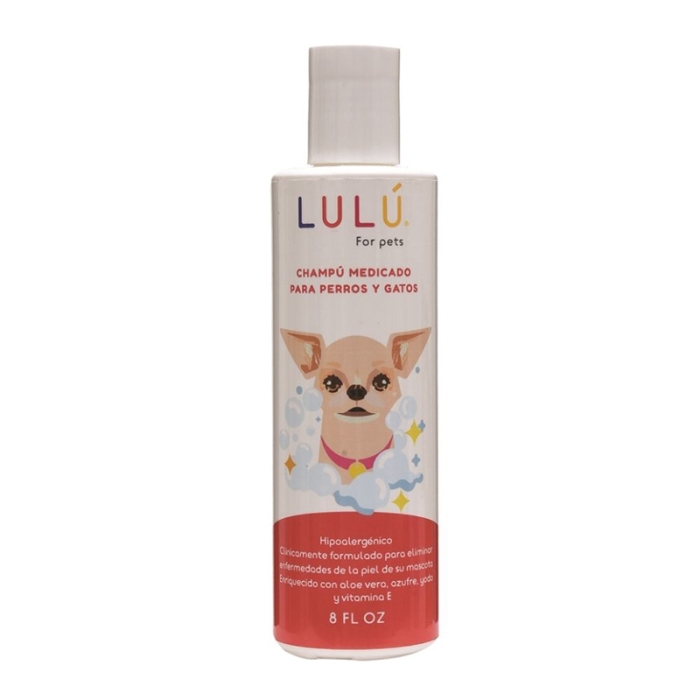 LULÚ
For pets
CHAMPÚ MEDICADO
PARA PERROS Y GATOS
Hipoalergénico
Clínicamente formulado para eliminar
enfermedades de la piel de su mascota
Enriquecido con aloe vera, azufre, yodo
y vitamina E
8 FL OZ